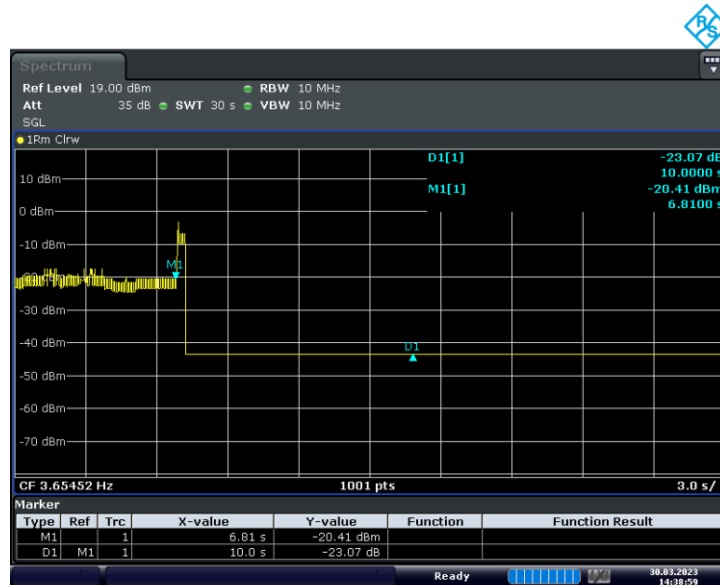 R&S
Spectrum
Ref Level 19.00 dBm RBW 10 MHz
Att 35 dB SWT 30 s VBW 10 MHz
SGL
1Rm Clrw
D1[1] -23.07 dB
10.0000 s
M1[1] -20.41 dBm
6.8100 s
10 dBm
0 dBm
-10 dBm
M1
-30 dBm
-40 dBm
D1
-50 dBm
-60 dBm
-70 dBm
CF 3.65452 Hz 1001 pts 3.0 s/
Marker
Type Ref Trc X-value Y-value Function Function Result
M1 1 6.81 s -20.41 dBm
D1 M1 1 10.0 s -23.07 dB
Ready 30.03.2023
14:38:59